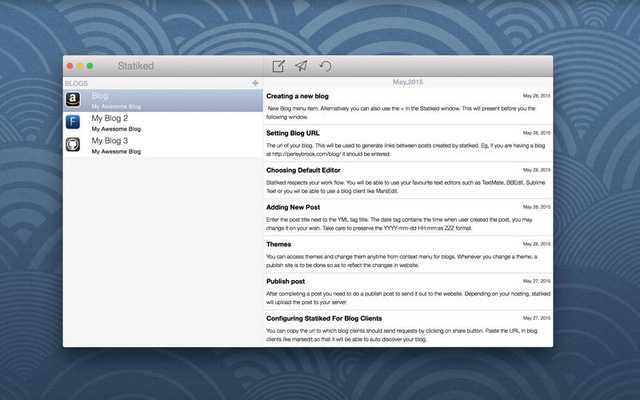 Statiked
BLOGS +
Blog
My Awesome Blog
My Blog 2
My Awesome Blog
My Blog 3
My Awesome Blog
May,2015
Creating a new blog May 28, 2015
New Blog menu item. Alternatively you can also use the + in the Statiked window. This will present before you the
following window.
Setting Blog URL May 28, 2015
The url of your blog. This will be used to generate links between posts created by statiked. Eg, if you are having a blog
at http://perleybrook.com/blog/ it should be entered.
Choosing Default Editor May 28, 2015
Statiked respects your work flow. You will be able to use your favourite text editors such as TextMate, BBEdit, Sublime
Text or you will be able to use a blog client like MarsEdit.
Adding New Post May 28, 2015
Enter the post title next to the YML tag title. The date tag contains the time when user created the post, you may
change it on your wish. Take care to preserve the YYYY-mm-dd HH:mm:ss ZZZ format.
Themes May 28, 2015
You can access themes and change them anytime from context menu for blogs. Whenever you change a theme, a
publish site is to be done so as to reflect the changes in website.
Publish post May 27, 2015
After completing a post you need to do a publish post to send it out to the website. Depending on your hosting, statiked
will upload the post to your server.
Configuring Statiked For Blog Clients May 27, 2015
You can copy the url to which blog clients should send requests by clicking on share button. Paste the URL in blog
clients like marsedit so that it will be able to auto discover your blog.